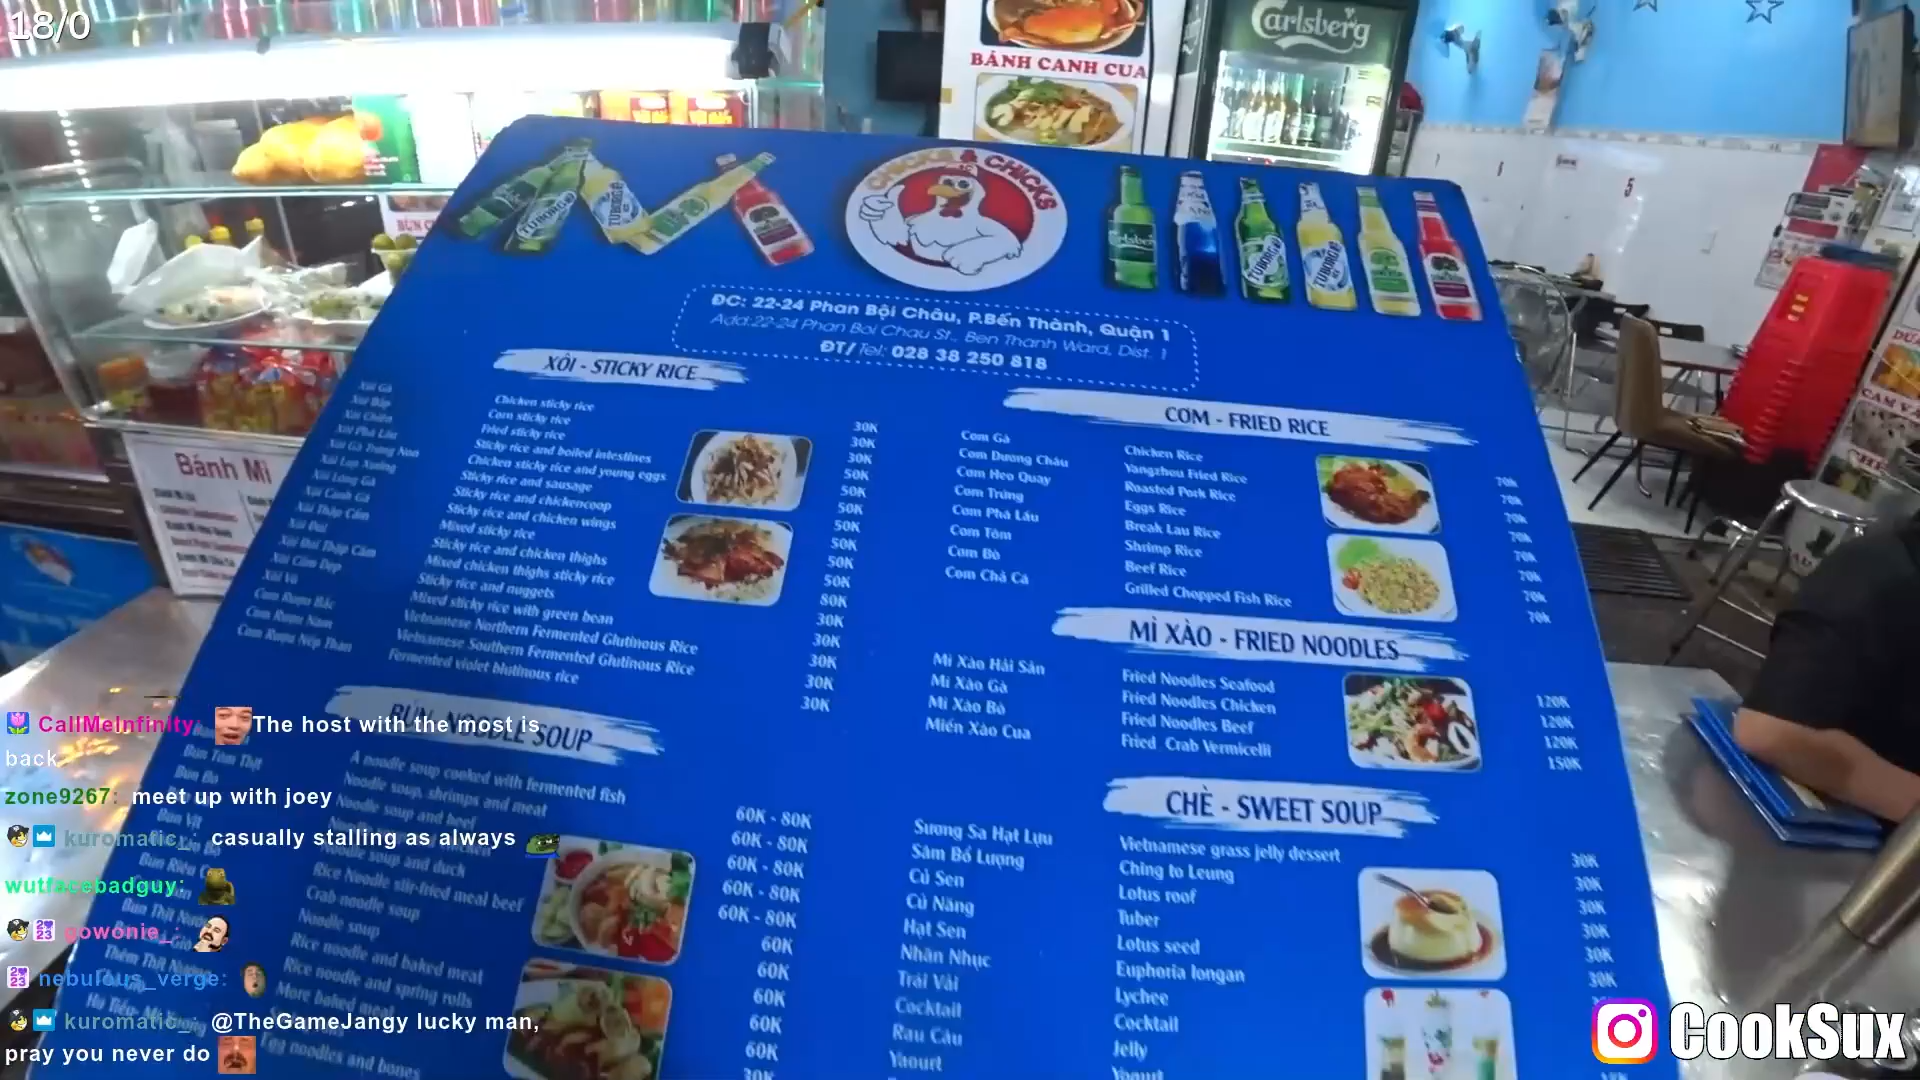 18/0
Carlsberg
BÁNH CANH CUA
CHICKS & CHICKS
ĐC: 22-24 Phan Bội Châu, P.Bến Thành, Quận 1
Add:22-24 Phan Boi Chau St., Ben Thanh Ward, Dist. 1
ĐT/ Tel: 028 38 250 818
XÔI - STICKY RICE
Xôi Gà Chicken sticky rice 30K
Xôi Bắp Corn sticky rice 30K
Xôi Chiên Fried sticky rice 30K
Xôi Phá Lấu Sticky rice and boiled intestines 50K
Xôi Gà Trứng Non Chicken sticky rice and young eggs 50K
Xôi Lạp Xưởng Sticky rice and sausage 50K
Xôi Lòng Gà Sticky rice and chickencoop 50K
Xôi Cánh Gà Sticky rice and chicken wings 50K
Xôi Thập Cẩm Mixed sticky rice 50K
Xôi Đùi Sticky rice and chicken thighs 80K
Xôi Đùi Thập Cẩm Mixed chicken thighs sticky rice 30K
Xôi Cốm Dẹp Sticky rice and nuggets 30K
Xôi Vò Mixed sticky rice with green bean 30K
Cơm Rượu Bắc Vietnamese Northern Fermented Glutinous Rice 30K
Cơm Rượu Nam Vietnamese Southern Fermented Glutinous Rice 30K
Cơm Rượu Nếp Than Fermented violet blutinous rice
COM - FRIED RICE
Cơm Gà Chicken Rice 70k
Cơm Dương Châu Yangzhou Fried Rice 70k
Cơm Heo Quay Roasted Pork Rice 70k
Cơm Trứng Eggs Rice 70k
Cơm Phá Lấu Break Lau Rice 70k
Cơm Tôm Shrimp Rice 70k
Cơm Bò Beef Rice 70k
Cơm Chả Cá Grilled Chopped Fish Rice 70k
MÌ XÀO - FRIED NOODLES
Mì Xào Hải Sản Fried Noodles Seafood 120K
Mì Xào Gà Fried Noodles Chicken 120K
Mì Xào Bò Fried Noodles Beef 120K
Miến Xào Cua Fried Crab Vermicelli 150K
BÚN- NOODLE SOUP
A noodle soup cooked with fermented fish 60K - 80K
Bún Tôm Thịt Noodle soup, shrimps and meat 60K - 80K
Bún Bò Noodle soup and beef 60K - 80K
Noodle soup and duck 60K - 80K
Rice Noodle stir-fried meal beef 60K - 80K
Crab noodle soup 60K
Noodle soup 60K
Rice noodle and baked meat 60K
Rice noodle and spring rolls 60K
More baked meal 60K
Egg noodles and bones 30K
CHÈ - SWEET SOUP
Sương Sa Hạt Lựu Vietnamese grass jelly dessert 30K
Sâm Bổ Lượng Ching to Leung 30K
Củ Sen Lotus roof 30K
Củ Năng Tuber 30K
Hạt Sen Lotus seed 30K
Nhãn Nhục Euphoria longan 30K
Trái Vải Lychee
Cocktail Cocktail
Rau Câu Jelly
Yaourt Yogurt
Bánh Mì
CallMeInfinity: The host with the most is
back
zone9267: meet up with joey
kuromatic_: casually stalling as always
wutfacebadguy:
gowonie_:
nebulous_verge:
kuromatic_: @TheGameJangy lucky man,
pray you never do
CookSux